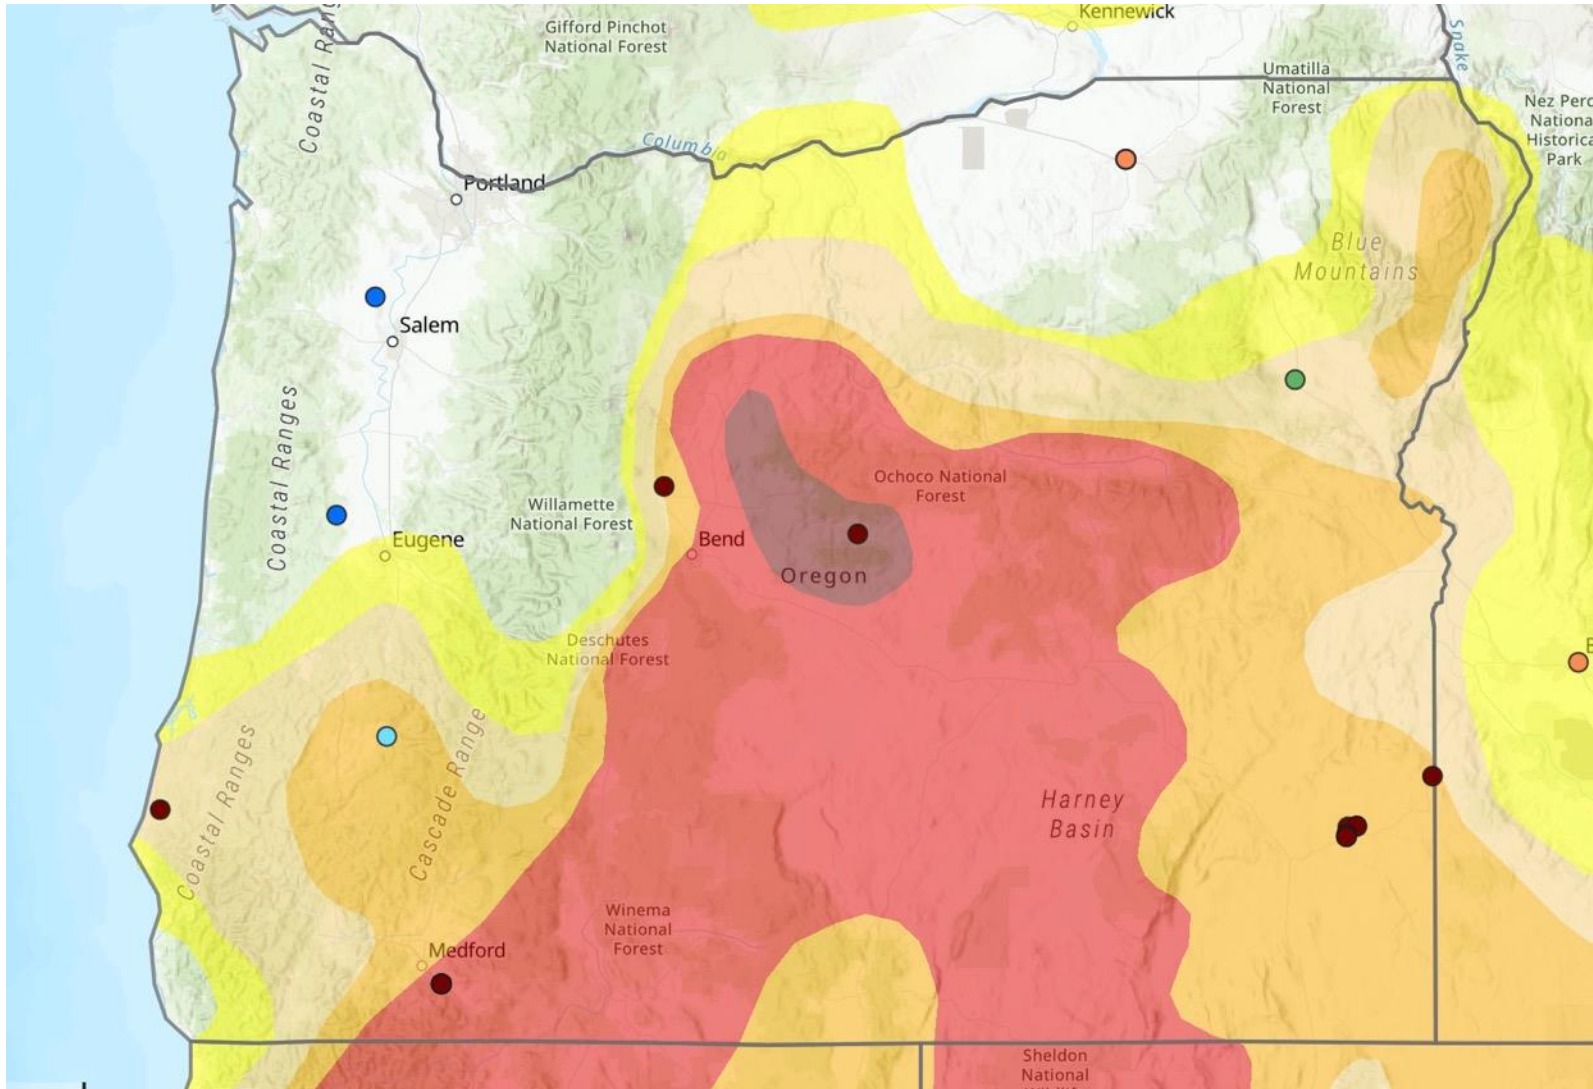 Kennewick
Gifford Pinchot
National Forest
Coastal Ranges
Snake
Umatilla
National
Forest
Nez Perc
Nationa
Historica
Park
Columbia
Portland
Blue
Mountains
Salem
Coastal Ranges
Ochoco National
Forest
Willamette
National Forest
Eugene
Bend
Oregon
Deschutes
National Forest
Coastal Ranges
Cascade Range
Harney
Basin
Winema
National
Forest
Medford
Sheldon
National